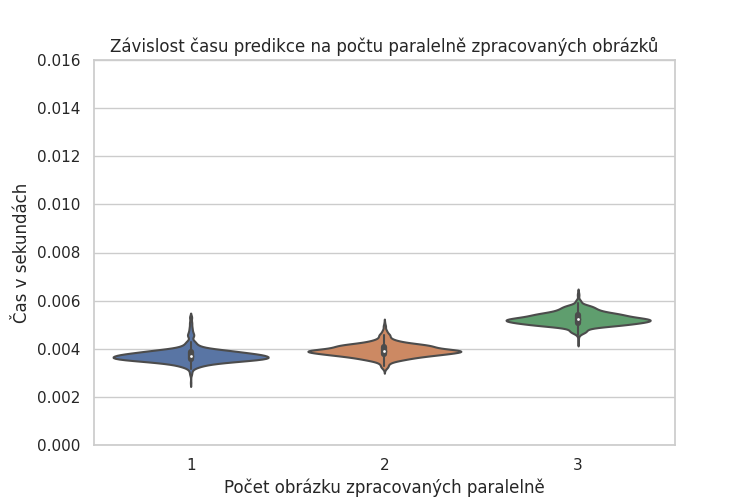 Závislost času predikce na počtu paralelně zpracovaných obrázků
0.016
0.014
0.012
0.010
0.008
0.006
0.004
0.002
0.000
Čas v sekundách
1 2 3
Počet obrázku zpracovaných paralelně